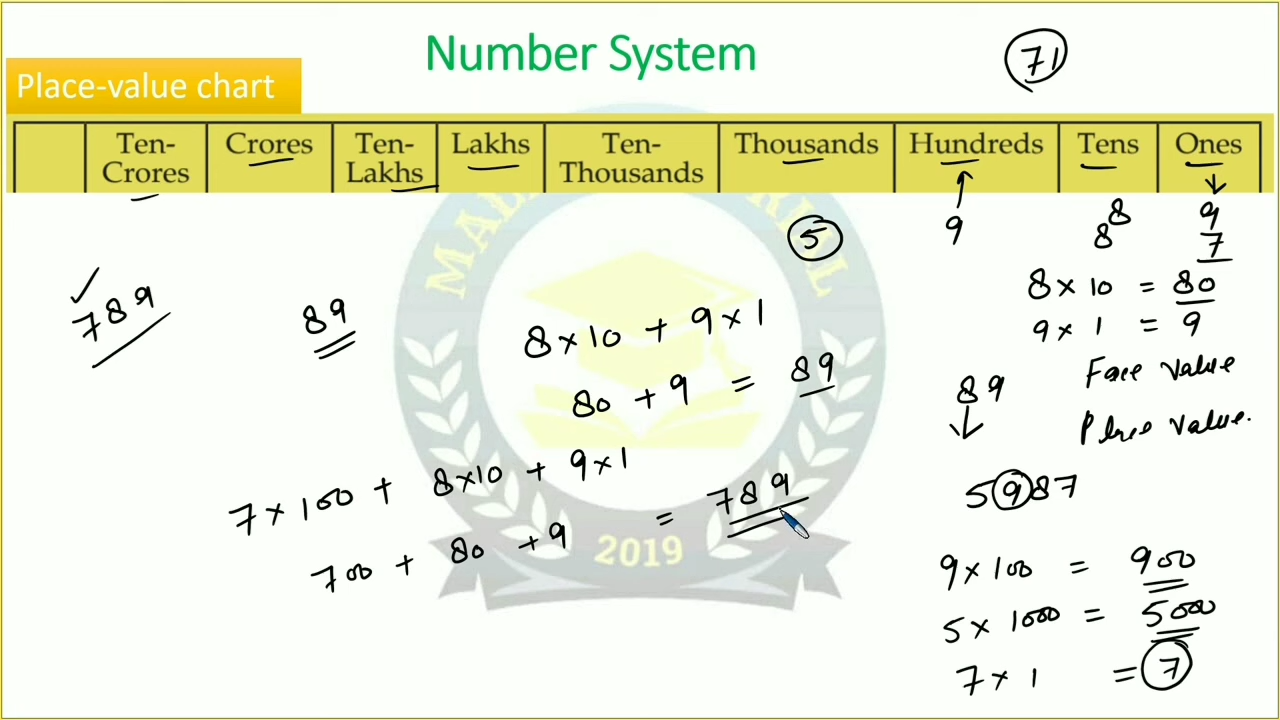 Number System
71
Place-value chart
Ten-Crores Crores Ten-Lakhs Lakhs Ten-Thousands Thousands Hundreds Tens Ones
5 9 8 8 9
7
8 × 10 = 80
9 × 1 = 9
Face Value
Place Value.
789
89
8 × 10 + 9 × 1
80 + 9 = 89
89
7 × 100 + 8 × 10 + 9 × 1
700 + 80 + 9 = 789
5987
9 × 100 = 900
5 × 1000 = 5000
7 × 1 = 7
2019